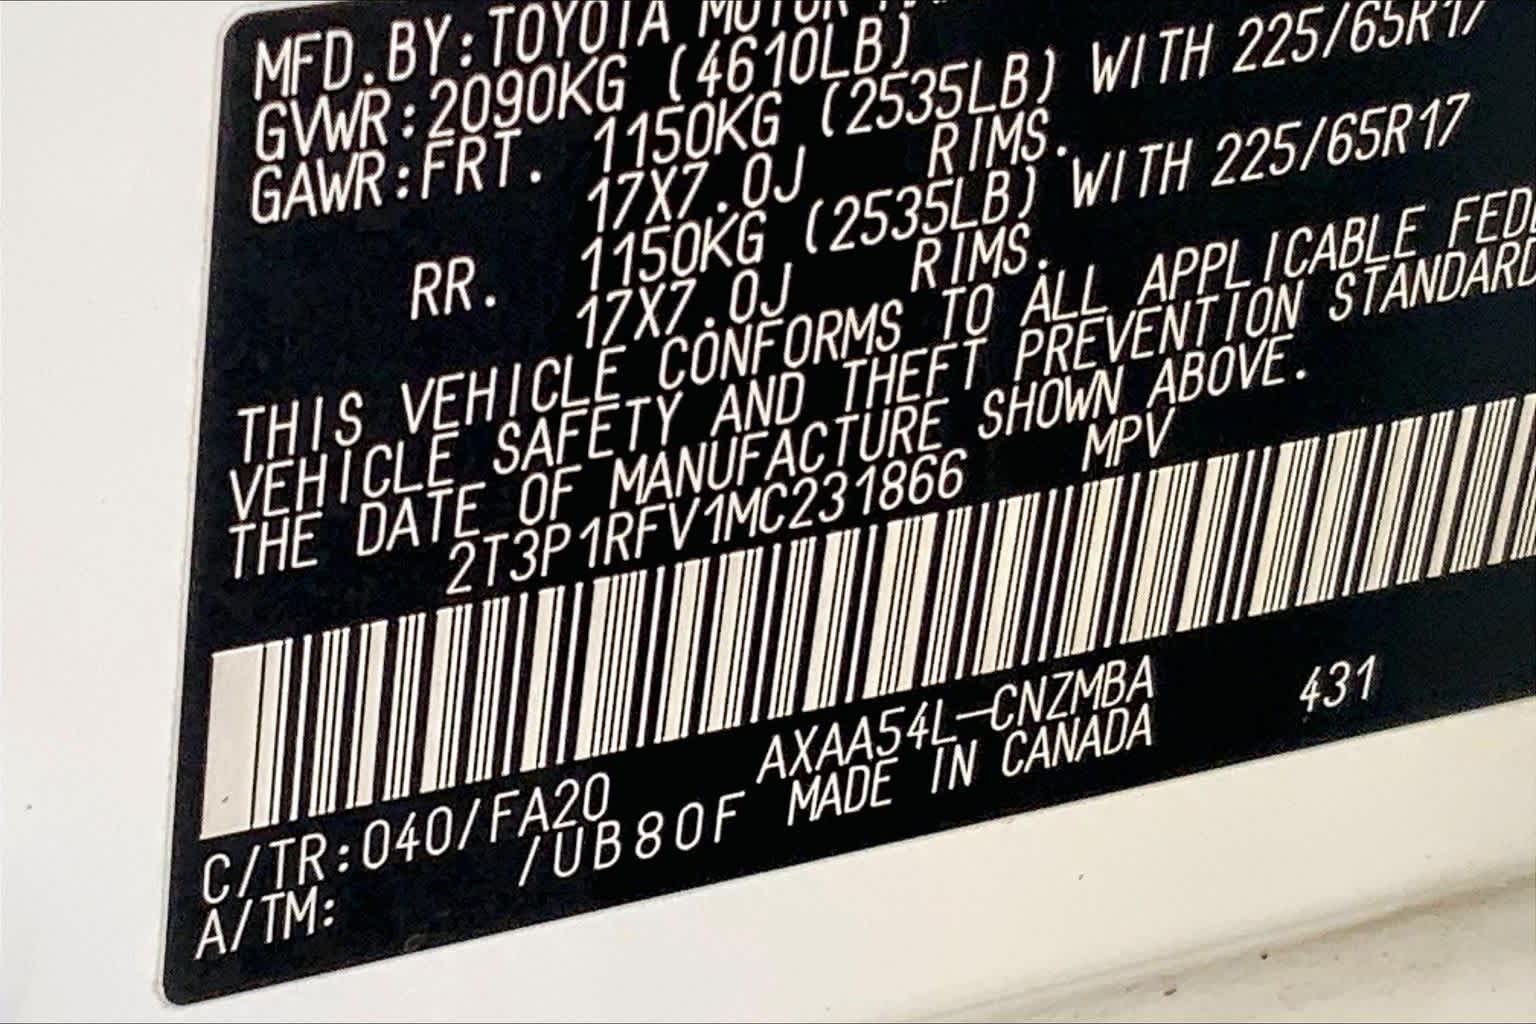 MFD.BY:TOYOTA MOTOR
GVWR:2090KG (4610LB)
GAWR:FRT. 1150KG (2535LB) WITH 225/65R17
17X7.0J RIMS.
RR. 1150KG (2535LB) WITH 225/65R17
17X7.0J RIMS.
THIS VEHICLE CONFORMS TO ALL APPLICABLE
VEHICLE SAFETY AND THEFT PREVENTION STANDARD
THE DATE OF MANUFACTURE SHOWN ABOVE.
2T3P1RFV1MC231866 MPV
C/TR:040/FA20 AXAA54L-CNZMBA 431
A/TM: /UB80F MADE IN CANADA